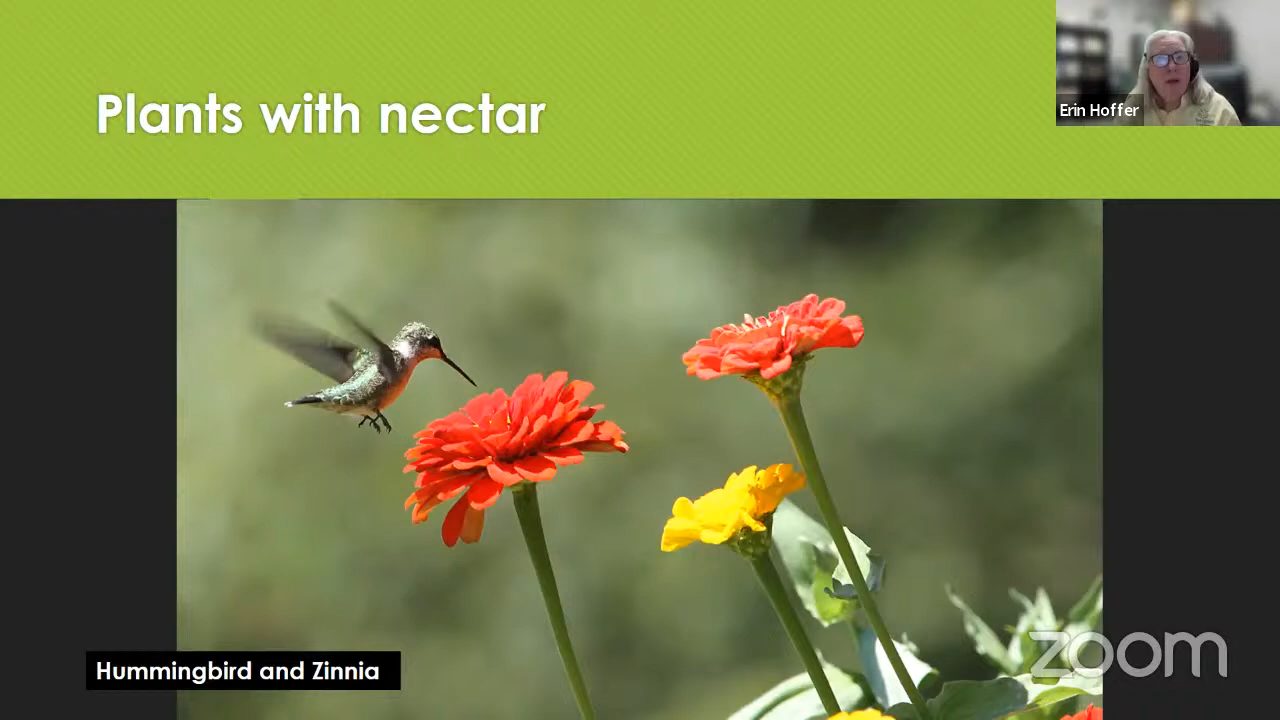 Plants with nectar
Erin Hoffer
Hummingbird and Zinnia
zoom